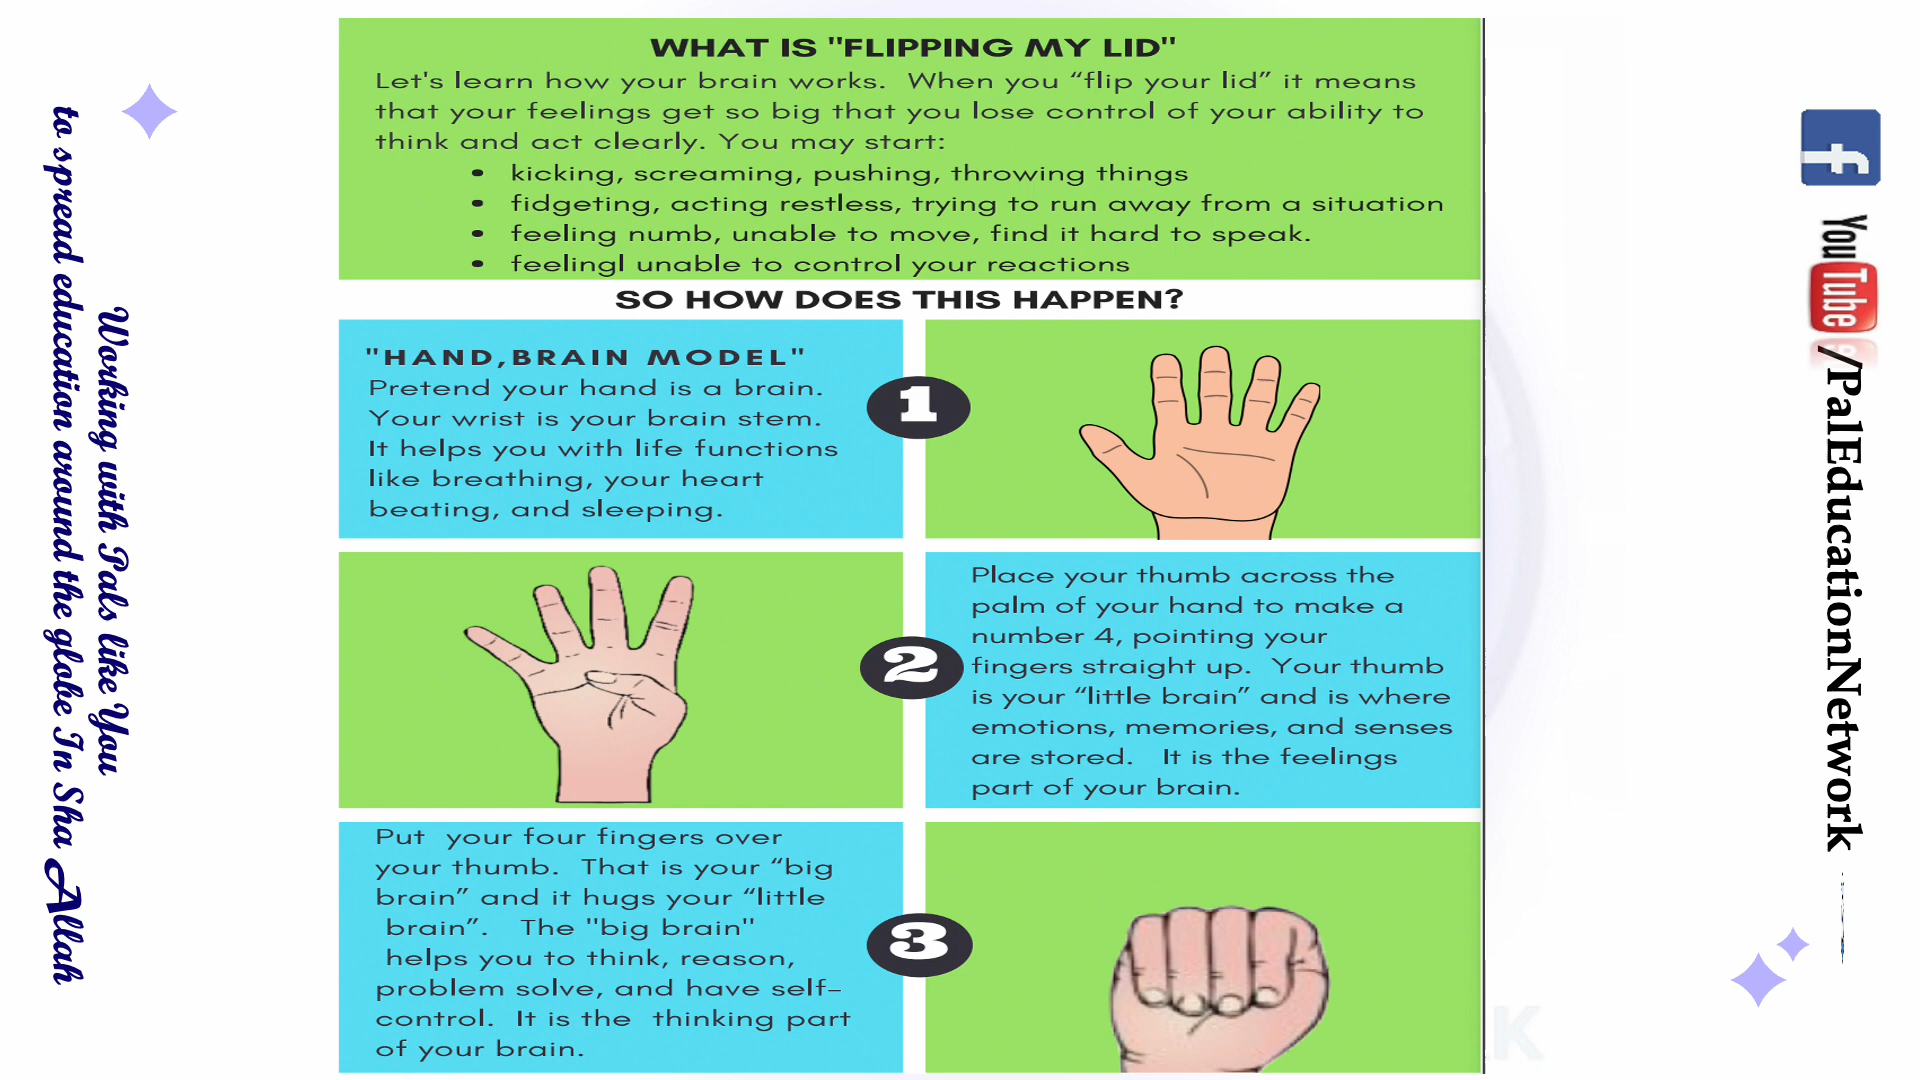 WHAT IS "FLIPPING MY LID"
Let's learn how your brain works. When you “flip your lid” it means
that your feelings get so big that you lose control of your ability to
think and act clearly. You may start:
• kicking, screaming, pushing, throwing things
• fidgeting, acting restless, trying to run away from a situation
• feeling numb, unable to move, find it hard to speak.
• feelingl unable to control your reactions
SO HOW DOES THIS HAPPEN?
"HAND,BRAIN MODEL"
Pretend your hand is a brain.
Your wrist is your brain stem.
It helps you with life functions
like breathing, your heart
beating, and sleeping.
1
2
Place your thumb across the
palm of your hand to make a
number 4, pointing your
fingers straight up. Your thumb
is your “little brain” and is where
emotions, memories, and senses
are stored. It is the feelings
part of your brain.
Put your four fingers over
your thumb. That is your “big
brain” and it hugs your “little
brain”. The "big brain"
helps you to think, reason,
problem solve, and have self-
control. It is the thinking part
of your brain.
3
Working with Pals like You
to spread education around the globe In Sha Allah
f
YouTube
/PalEducationNetwork
K